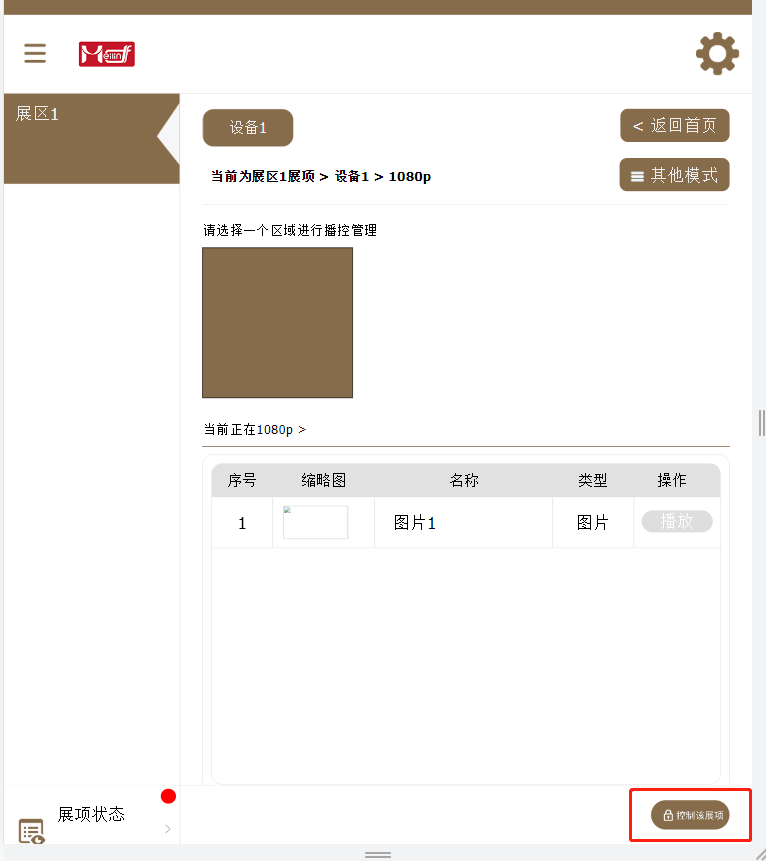 Meilinf
展区1
设备1
< 返回首页
当前为展区1展项 > 设备1 > 1080p
其他模式
请选择一个区域进行播控管理
当前正在1080p >
序号 缩略图 名称 类型 操作
1 图片1 图片 播放
展项状态
控制该展项